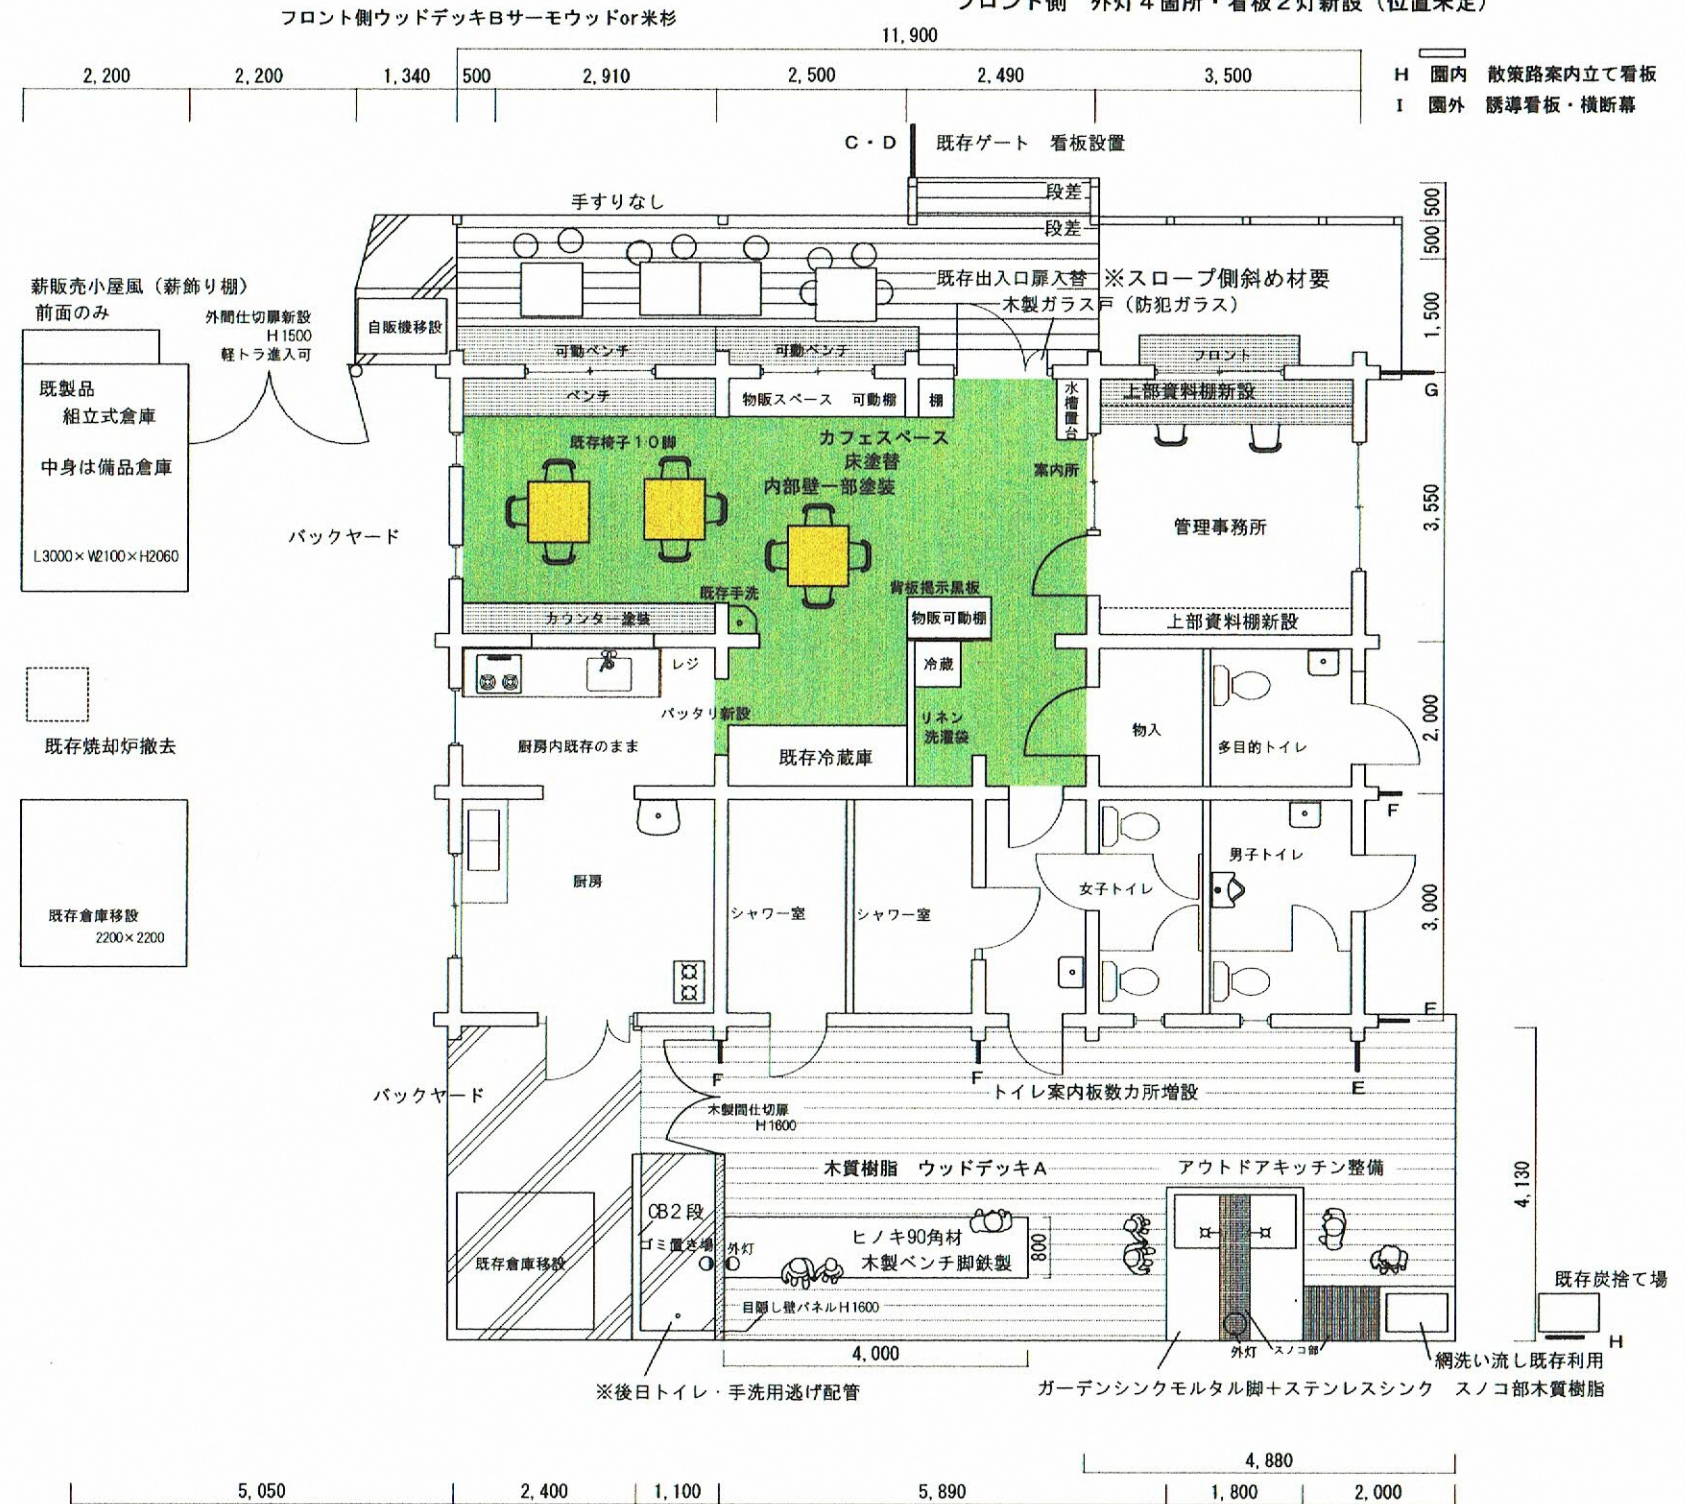 フロント側ウッドデッキBサーモウッドor米杉
フロント側 外灯4箇所・看板2灯新設（位置未定）
11,900
2,200
2,200
1,340
500
2,910
2,500
2,490
3,500
H 園内 散策路案内立て看板
I 園外 誘導看板・横断幕
C・D 既存ゲート 看板設置
段差
段差
手すりなし
500
500
1,500
薪販売小屋風（薪飾り棚）
前面のみ
外間仕切扉新設
H1500
軽トラ進入可
自販機移設
既存出入口扉入替
※スロープ側斜め材要
木製ガラス戸（防犯ガラス）
可動ベンチ
可動ベンチ
フロント
ベンチ
物販スペース 可動棚
棚
水槽置台
上部資料棚新設
G
既製品
組立式倉庫
中身は備品倉庫
L3000×W2100×H2060
バックヤード
既存椅子10脚
カフェスペース
床塗替
内部壁一部塗装
案内所
管理事務所
3,550
既存手洗
背板掲示黒板
物販可動棚
カウンター塗装
上部資料棚新設
レジ
冷蔵
パッタリ新設
リネン
洗濯袋
厨房内既存のまま
既存冷蔵庫
物入
多目的トイレ
2,000
既存焼却炉撤去
F
既存倉庫移設
2200×2200
厨房
シャワー室
シャワー室
女子トイレ
男子トイレ
3,000
E
バックヤード
F
F
E
トイレ案内板数カ所増設
木製間仕切扉
H1600
木質樹脂 ウッドデッキA
アウトドアキッチン整備
4,130
CB2段
ゴミ置き場
外灯
既存倉庫移設
ヒノキ90角材
木製ベンチ脚鉄製
800
目隠し壁パネルH1600
外灯
スノコ部
既存炭捨て場
H
4,000
網洗い流し既存利用
※後日トイレ・手洗用逃げ配管
ガーデンシンクモルタル脚＋ステンレスシンク スノコ部木質樹脂
4,880
5,050
2,400
1,100
5,890
1,800
2,000